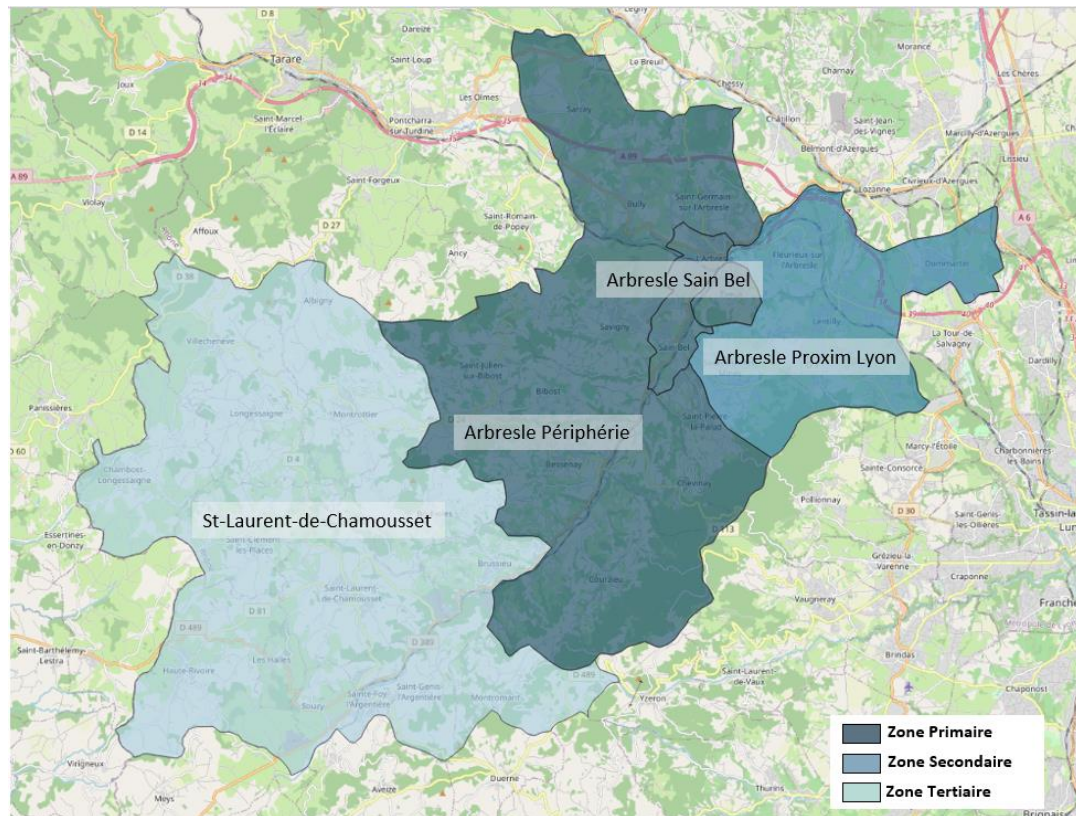 D 8
Légny
Dareizé
Tarare
Saint-Loup
Le Breuil
Morancé
Joux
Chessy
Charnay
Les Chères
Les Olmes
Sarcey
Saint-Marcel-
l'Éclairé
Pontcharra-
sur-Turdine
Châtillon
Saint-Jean-
des-Vignes
D 14
Marcilly-d'Azergues
Belmont-d'Azergues
A 89
Lissieu
A 89
Saint-Forgeux
Lozanne
Civrieux-d'Azergues
Violay
Saint-Germain-
sur-l'Arbresle
Bully
Saint-Romain-
de-Popey
A 6
Affoux
D 27
Ancy
Fleurieux-sur
l'Arbresle
Dommartin
D 38
Arbresle Sain Bel
Albigny
Savigny
Lentilly
La Tour-de-
Salvagny
Villechenève
Sain Bel
Arbresle Proxim Lyon
Dardilly
Saint-Julien-
sur-Bibost
Bibost
Panissières
Longessaigne
Montrottier
Saint-Pierre-
la-Palud
Arbresle Périphérie
Marcy-l'Étoile
Charbonnières-
les-Bains
D 60
D 4
Bessenay
Sainte-Consorce
Chambost-
Longessaigne
Chevinay
Pollionnay
D 30
Saint-Genis
les-Ollières
Tassin-la
St-Laurent-de-Chamousset
Essertines-
en-Donzy
Saint-Clément
les Places
D 113
Brussieu
Grézieu-la-
Varenne
Craponne
Courzieu
Saint-Laurent
de-Chamousset
Vaugneray
D 81
Franche
D 489
D 389
Saint-Barthélemy-
Lestra
Haute-Rivoire
Les Halles
Brindas
Saint-Laurent-
de-Vaux
D 489
Sainte-Foy
l'Argentière
Saint-Genis
l'Argentière
Montromant
Souzy
Yzeron
Chaponost
Virigneux
Zone Primaire
Duerne
Zone Secondaire
Meys
Aveize
Thurins
Zone Tertiaire
Brignais